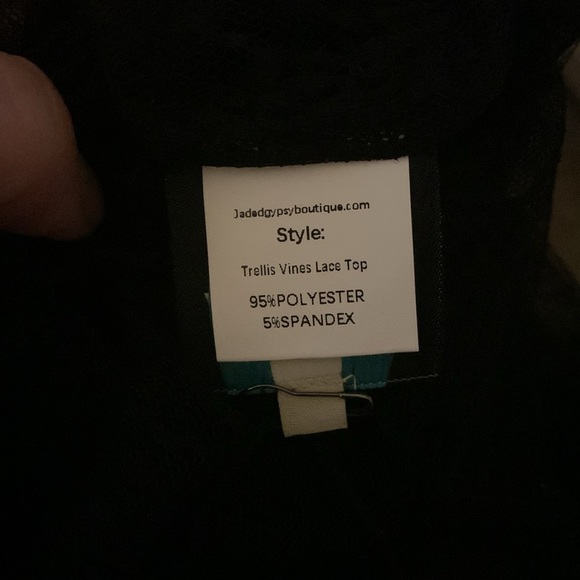 Jadedgypsyboutique.com
Style:
Trellis Vines Lace Top
95%POLYESTER
5%SPANDEX